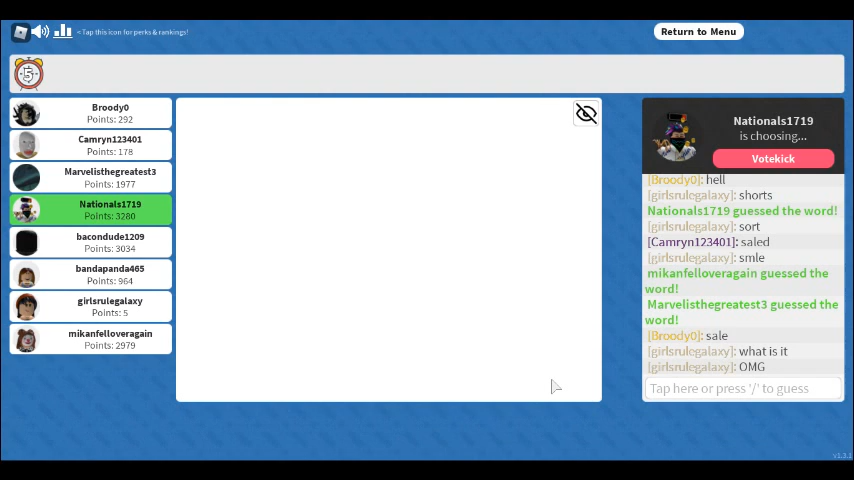 < Tap this icon for perks & rankings!
Return to Menu
5
Broody0
Points: 292
Camryn123401
Points: 178
Marvelisthegreatest3
Points: 1977
Nationals1719
Points: 3280
bacondude1209
Points: 3034
bandapanda465
Points: 964
girlsrulegalaxy
Points: 5
mikanfelloveragain
Points: 2979
Nationals1719
is choosing...
Votekick
[Broody0]: hell
[girlsrulegalaxy]: shorts
Nationals1719 guessed the word!
[girlsrulegalaxy]: sort
[Camryn123401]: saled
[girlsrulegalaxy]: smle
mikanfelloveragain guessed the
word!
Marvelisthegreatest3 guessed the
word!
[Broody0]: sale
[girlsrulegalaxy]: what is it
[girlsrulegalaxy]: OMG
Tap here or press '/' to guess
v1.3.1